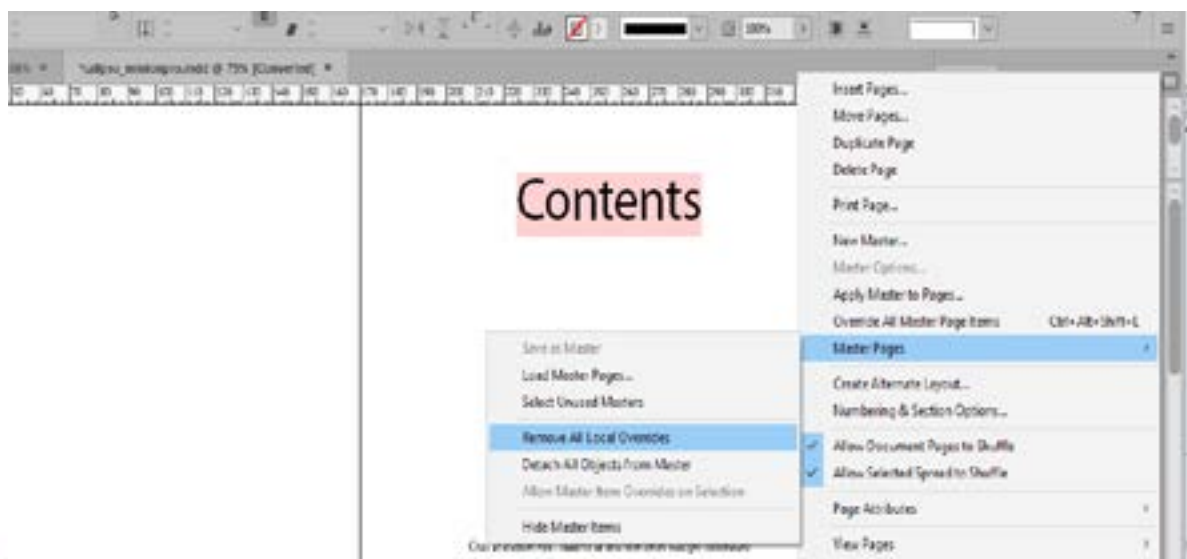 100%
@ 75% [Converted]
Contents
Insert Pages...
Move Pages...
Duplicate Page
Delete Page
Print Page...
New Master...
Master Options...
Apply Master to Pages...
Override All Master Page Items Ctrl+Alt+Shift+L
Master Pages
Create Alternate Layout...
Numbering & Section Options...
Allow Document Pages to Shuffle
Allow Selected Spread to Shuffle
Page Attributes
View Pages
Save as Master
Load Master Pages...
Select Unused Masters
Remove All Local Overrides
Detach All Objects from Master
Allow Master Item Overrides on Selection
Hide Master Items